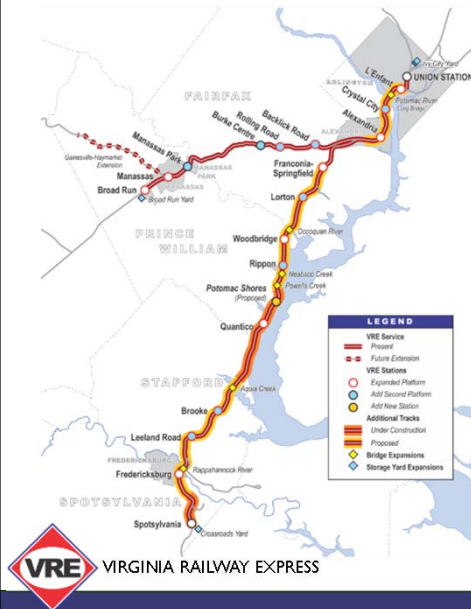 Ivy City Yard
UNION STATION
L'Enfant
ARLINGTON
Crystal City
Potomac River
Long Bridge
Alexandria
ALEXANDRIA
FAIRFAX
Backlick Road
Rolling Road
Burke Centre
Gainesville-Haymarket
Extension
Manassas Park
MANASSAS
PARK
Manassas
MANASSAS
Broad Run
Broad Run Yard
Franconia-
Springfield
Lorton
PRINCE
WILLIAM
Occoquan River
Woodbridge
Rippon
Neabsco Creek
Powells Creek
Potomac Shores
(Proposed)
Quantico
STAFFORD
Aquia Creek
Brooke
Leeland Road
FREDERICKSBURG
Fredericksburg
Rappahannock River
SPOTSYLVANIA
Spotsylvania
Crossroads Yard
LEGEND
VRE Service
Present
Future Extension
VRE Stations
Expanded Platform
Add Second Platform
Add New Station
Additional Tracks
Under Construction
Proposed
Bridge Expansions
Storage Yard Expansions
VRE
VIRGINIA RAILWAY EXPRESS